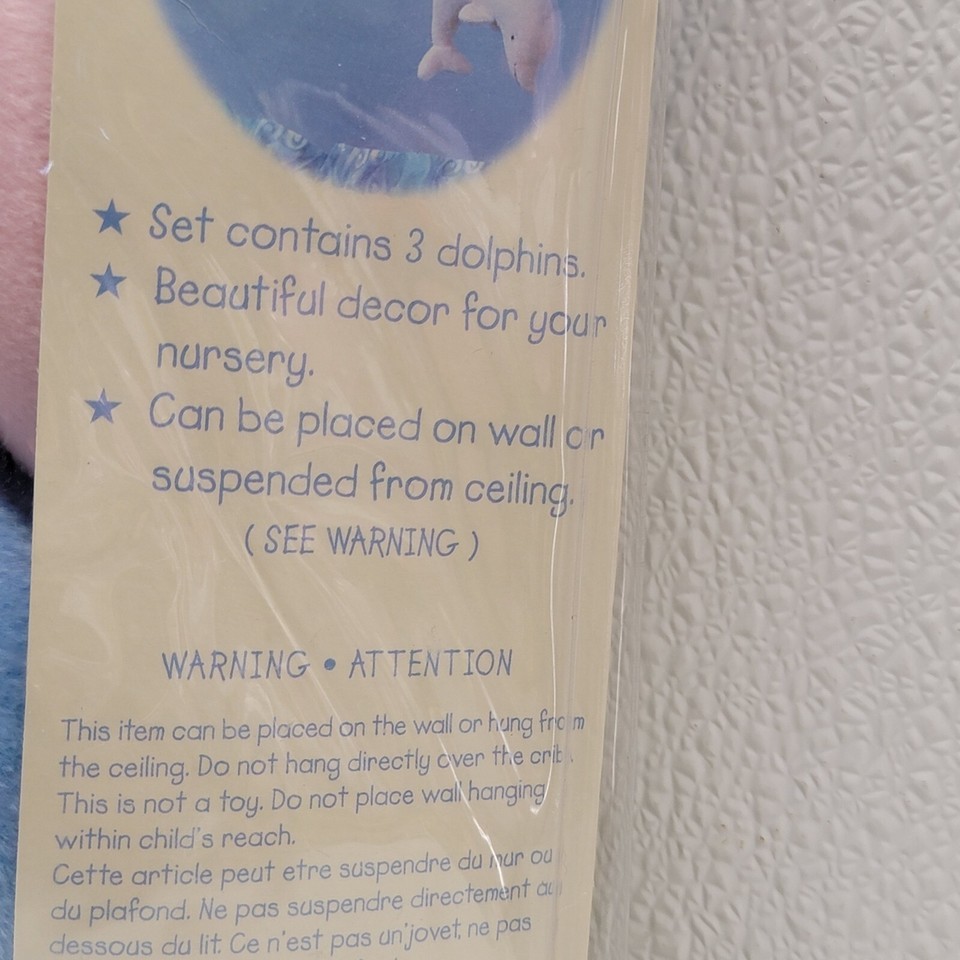 ★ Set contains 3 dolphins.
★ Beautiful decor for your
nursery.
★ Can be placed on wall or
suspended from ceiling.
( SEE WARNING )
WARNING • ATTENTION
This item can be placed on the wall or hung from
the ceiling. Do not hang directly over the crib.
This is not a toy. Do not place wall hanging
within child's reach.
Cette article peut etre suspendre du mur ou
du plafond. Ne pas suspendre directement au
dessous du lit. Ce n'est pas un'jovet, ne pas